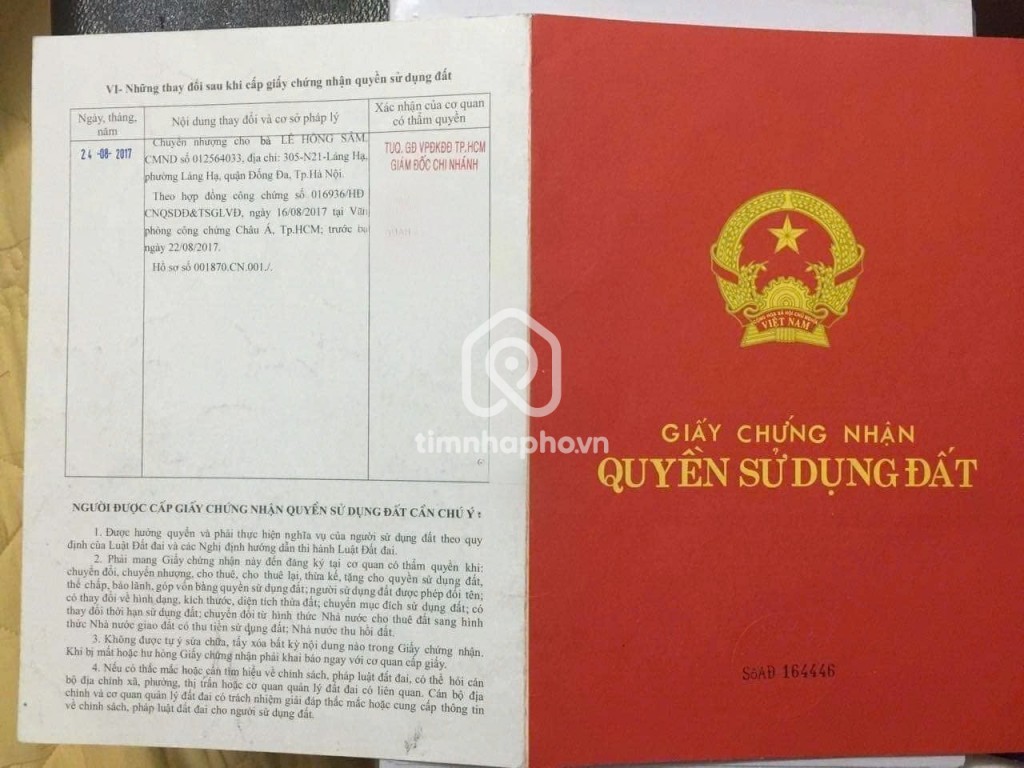 VI- Những thay đổi sau khi cấp giấy chứng nhận quyền sử dụng đất
Ngày, tháng, năm
Nội dung thay đổi và cơ sở pháp lý
Xác nhận của cơ quan có thẩm quyền
24-08-2017
Chuyển nhượng cho bà LÊ HỒNG SÂM,
CMND số 012564033, địa chỉ: 305-N21-Láng Hạ,
phường Láng Hạ, quận Đống Đa, Tp.Hà Nội.
Theo hợp đồng công chứng số 016936/HĐ
CNQSDĐ&TSGLVĐ, ngày 16/08/2017 tại Văn
phòng công chứng Châu Á, Tp.HCM; trước bạ
ngày 22/08/2017.
Hồ sơ số 001870.CN.001./.
TUQ. GĐ VPĐKĐĐ TP.HCM
GIÁM ĐỐC CHI NHÁNH
NGƯỜI ĐƯỢC CẤP GIẤY CHỨNG NHẬN QUYỀN SỬ DỤNG ĐẤT CẦN CHÚ Ý :
1. Được hưởng quyền và phải thực hiện nghĩa vụ của người sử dụng đất theo quy
định của Luật Đất đai và các Nghị định hướng dẫn thi hành Luật Đất đai.
2. Phải mang Giấy chứng nhận này đến đăng ký tại cơ quan có thẩm quyền khi:
chuyển đổi, chuyển nhượng, cho thuê, cho thuê lại, thừa kế, tặng cho quyền sử dụng đất,
thế chấp, bảo lãnh, góp vốn bằng quyền sử dụng đất; người sử dụng đất được phép đổi tên;
có thay đổi về hình dạng, kích thước, diện tích thửa đất; chuyển mục đích sử dụng đất; có
thay đổi thời hạn sử dụng đất; chuyển đổi từ hình thức Nhà nước cho thuê đất sang hình
thức Nhà nước giao đất có thu tiền sử dụng đất; Nhà nước thu hồi đất.
3. Không được tự ý sửa chữa, tẩy xóa bất kỳ nội dung nào trong Giấy chứng nhận.
Khi bị mất hoặc hư hỏng Giấy chứng nhận phải khai báo ngay với cơ quan cấp giấy.
4. Nếu có thắc mắc hoặc cần tìm hiểu về chính sách, pháp luật đất đai, có thể hỏi cán
bộ địa chính xã, phường, thị trấn hoặc cơ quan quản lý đất đai có liên quan. Cán bộ địa
chính và cơ quan quản lý đất đai có trách nhiệm giải đáp thắc mắc hoặc cung cấp thông tin
về chính sách, pháp luật đất đai cho người sử dụng đất.
timnhapho.vn
CỘNG HÒA XÃ HỘI CHỦ NGHĨA
VIỆT NAM
GIẤY CHỨNG NHẬN
QUYỀN SỬ DỤNG ĐẤT
Số AĐ 164446